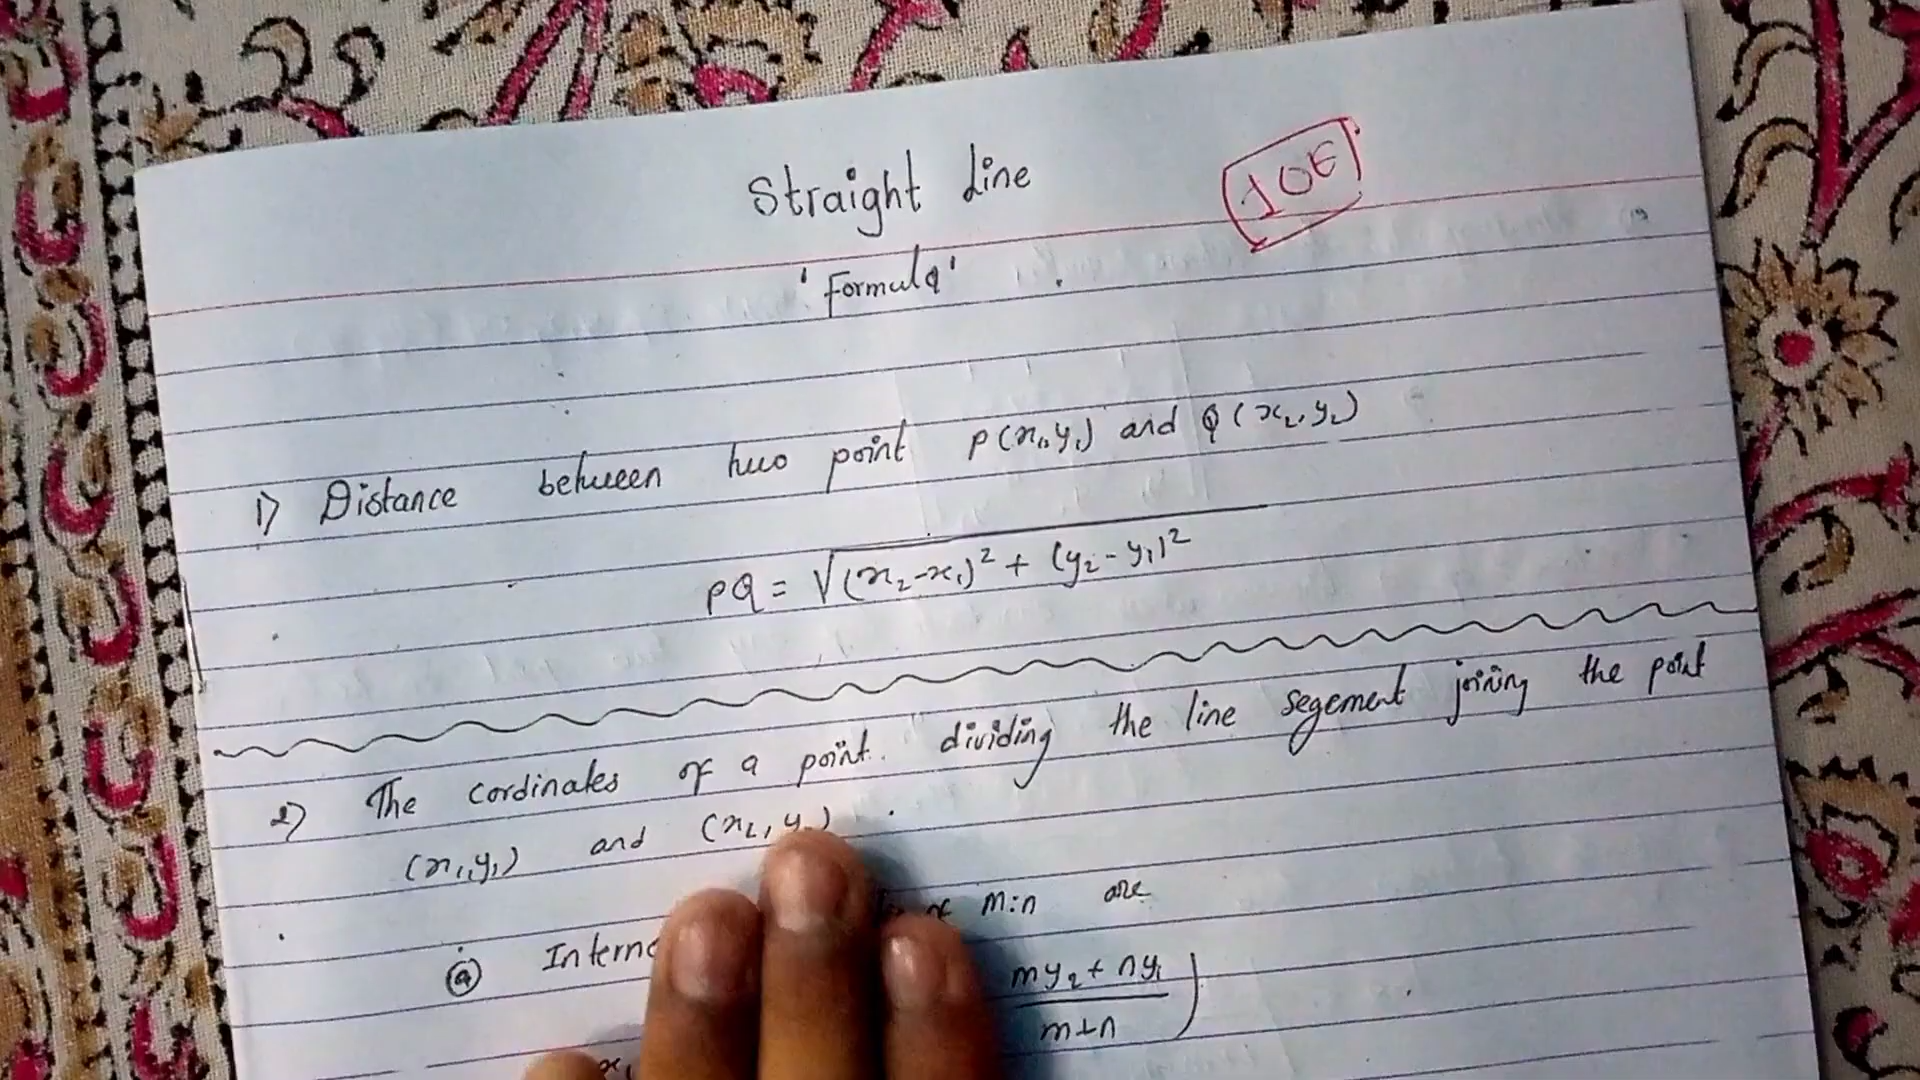 Straight Line
IOE
'Formula'
1) Distance between two point P(x₁,y₁) and Q(x₂,y₂)
PQ = √(x₂-x₁)² + (y₂-y₁)²
2) The cordinates of a point dividing the line segement joining the point
(x₁,y₁) and (x₂,y₂)
(a) of m:n are
my₂ + ny₁
m+n)